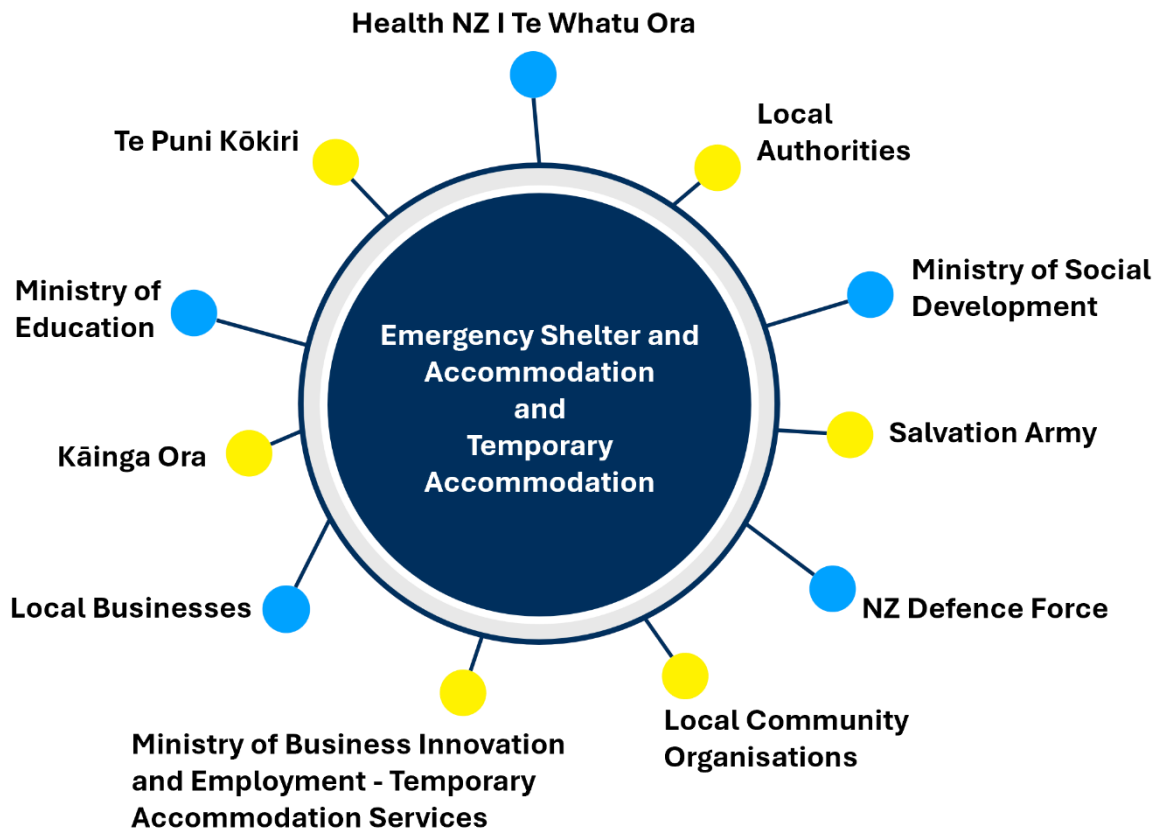 Health NZ I Te Whatu Ora
Local
Authorities
Te Puni Kōkiri
Ministry of Social
Development
Ministry of
Education
Emergency Shelter and
Accommodation
and
Temporary
Accommodation
Salvation Army
Kāinga Ora
NZ Defence Force
Local Businesses
Local Community
Organisations
Ministry of Business Innovation
and Employment - Temporary
Accommodation Services